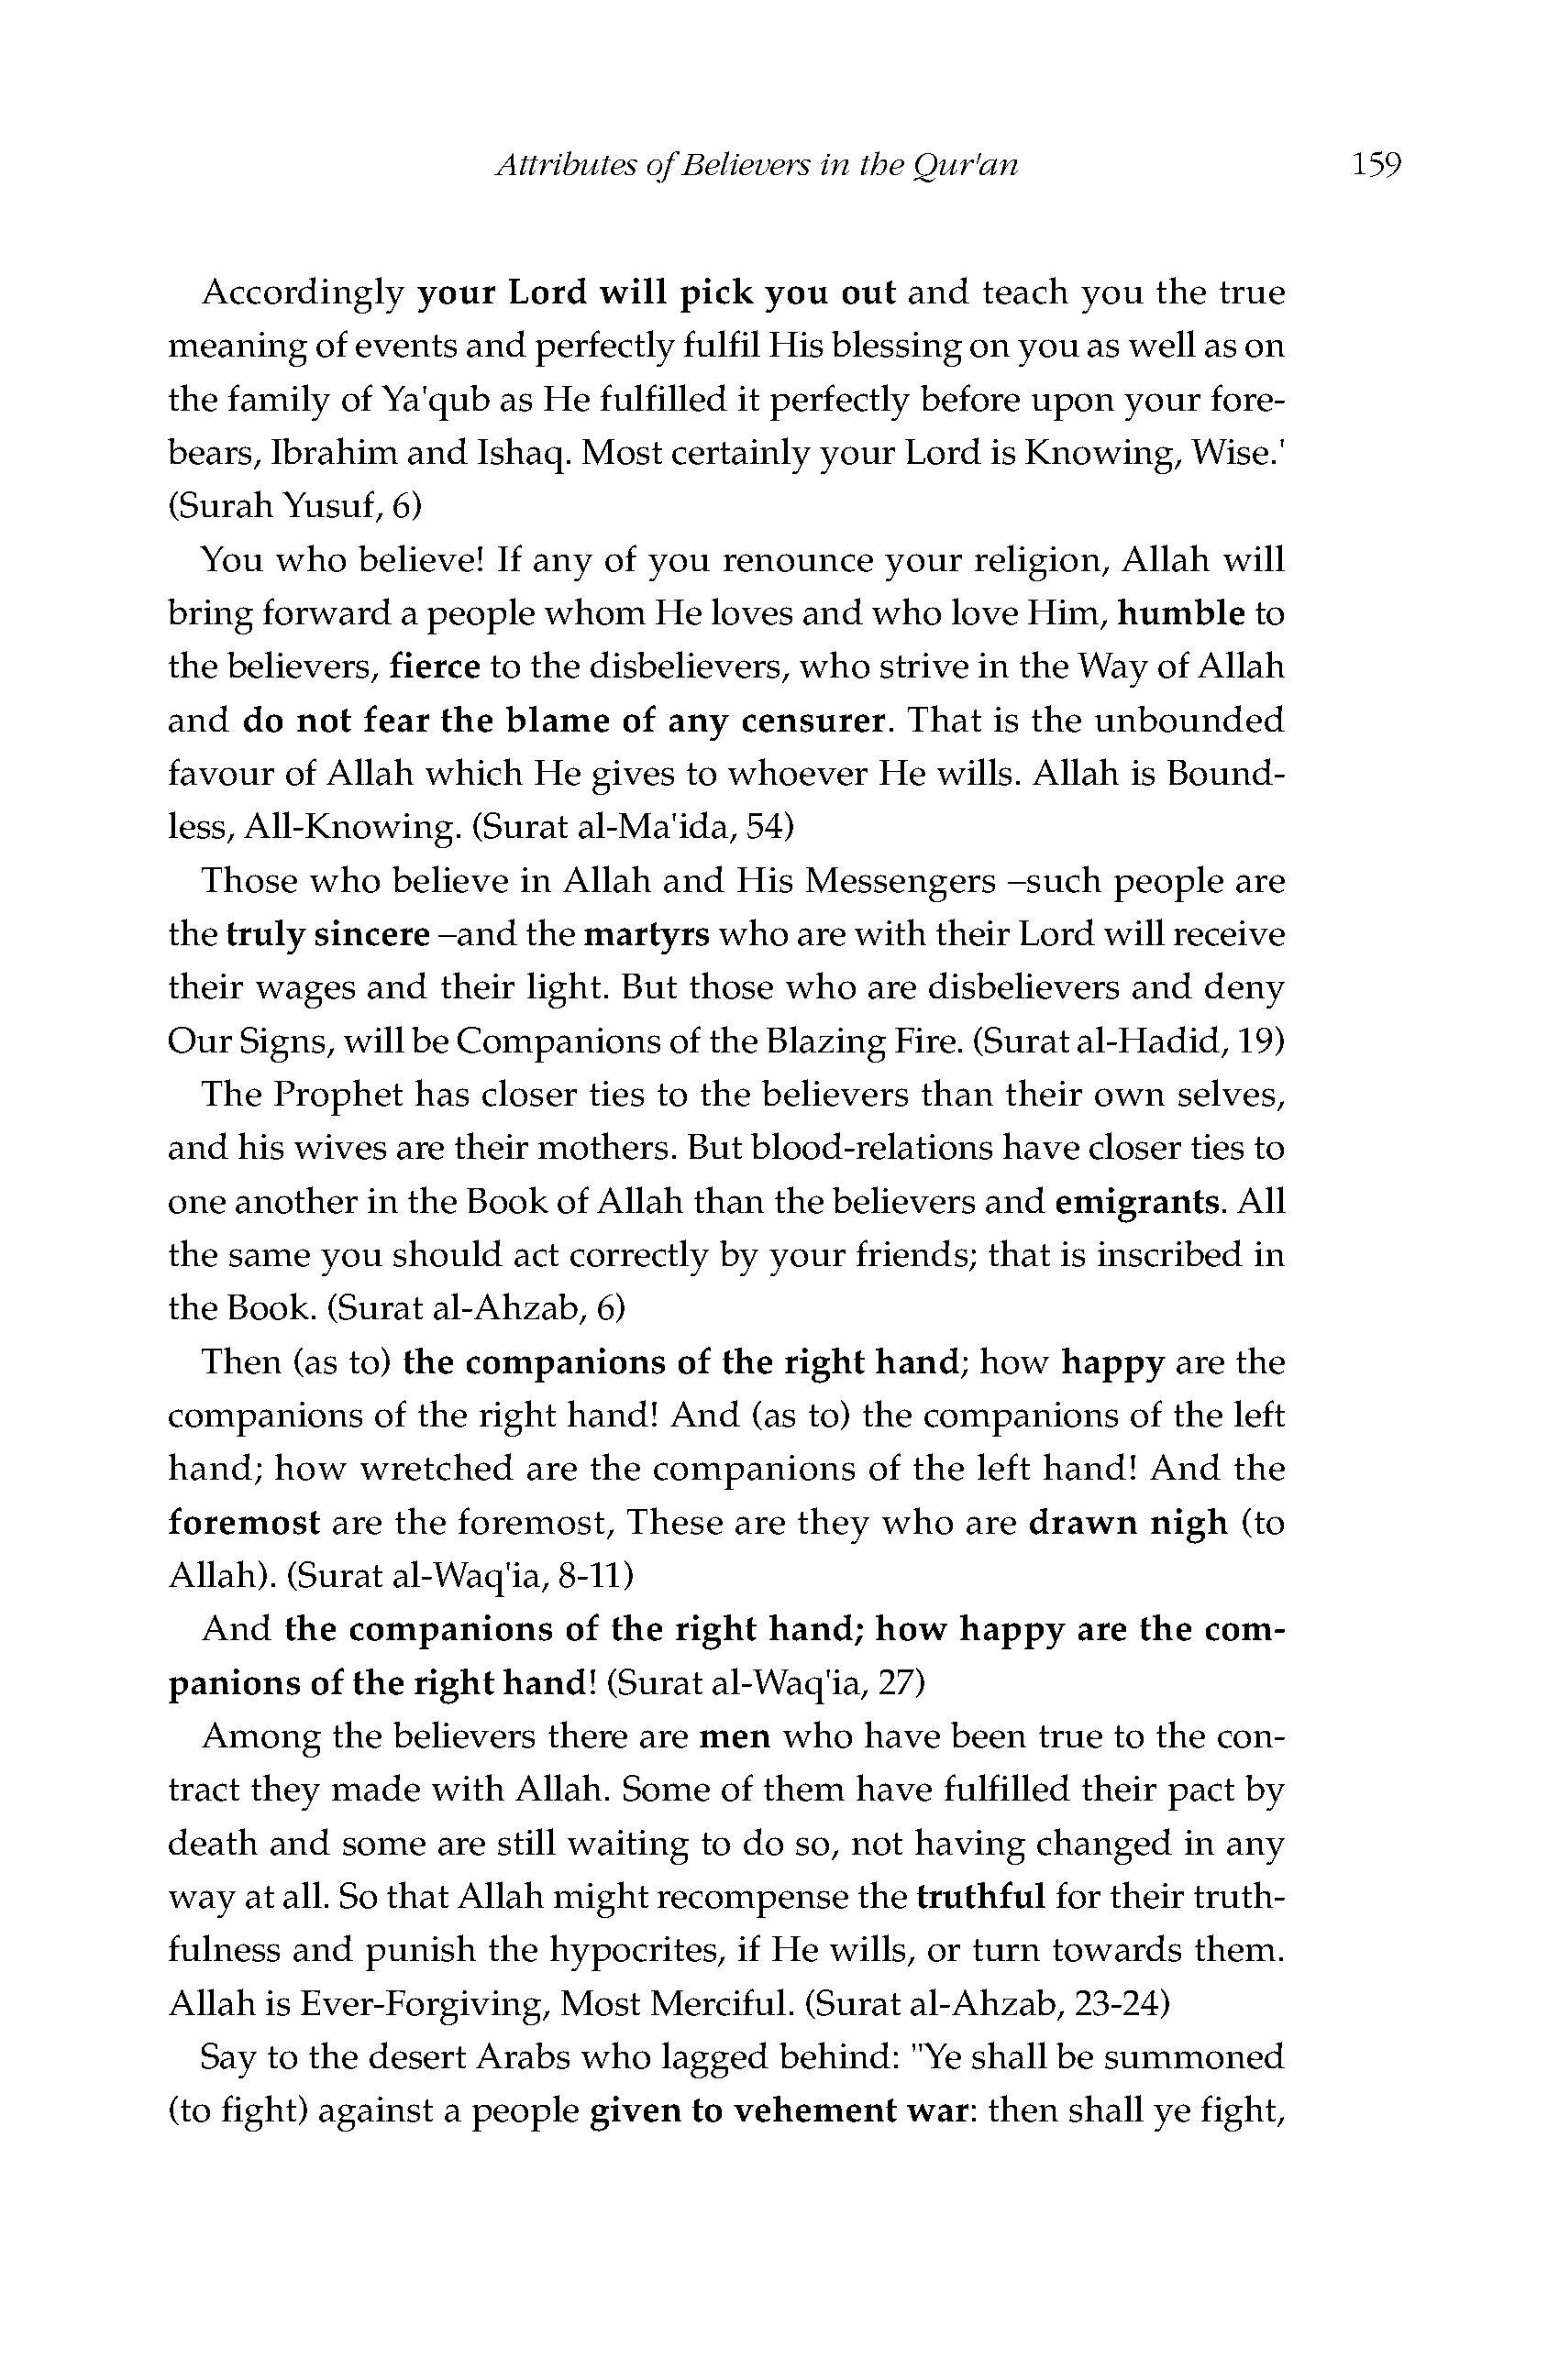 Attributes of Believers in the Qur'an 159
Accordingly your Lord will pick you out and teach you the true
meaning of events and perfectly fulfil His blessing on you as well as on
the family of Ya'qub as He fulfilled it perfectly before upon your fore-
bears, Ibrahim and Ishaq. Most certainly your Lord is Knowing, Wise.'
(Surah Yusuf, 6)
You who believe! If any of you renounce your religion, Allah will
bring forward a people whom He loves and who love Him, humble to
the believers, fierce to the disbelievers, who strive in the Way of Allah
and do not fear the blame of any censurer. That is the unbounded
favour of Allah which He gives to whoever He wills. Allah is Bound-
less, All-Knowing. (Surat al-Ma'ida, 54)
Those who believe in Allah and His Messengers –such people are
the truly sincere –and the martyrs who are with their Lord will receive
their wages and their light. But those who are disbelievers and deny
Our Signs, will be Companions of the Blazing Fire. (Surat al-Hadid, 19)
The Prophet has closer ties to the believers than their own selves,
and his wives are their mothers. But blood-relations have closer ties to
one another in the Book of Allah than the believers and emigrants. All
the same you should act correctly by your friends; that is inscribed in
the Book. (Surat al-Ahzab, 6)
Then (as to) the companions of the right hand; how happy are the
companions of the right hand! And (as to) the companions of the left
hand; how wretched are the companions of the left hand! And the
foremost are the foremost, These are they who are drawn nigh (to
Allah). (Surat al-Waq'ia, 8-11)
And the companions of the right hand; how happy are the com-
panions of the right hand! (Surat al-Waq'ia, 27)
Among the believers there are men who have been true to the con-
tract they made with Allah. Some of them have fulfilled their pact by
death and some are still waiting to do so, not having changed in any
way at all. So that Allah might recompense the truthful for their truth-
fulness and punish the hypocrites, if He wills, or turn towards them.
Allah is Ever-Forgiving, Most Merciful. (Surat al-Ahzab, 23-24)
Say to the desert Arabs who lagged behind: "Ye shall be summoned
(to fight) against a people given to vehement war: then shall ye fight,